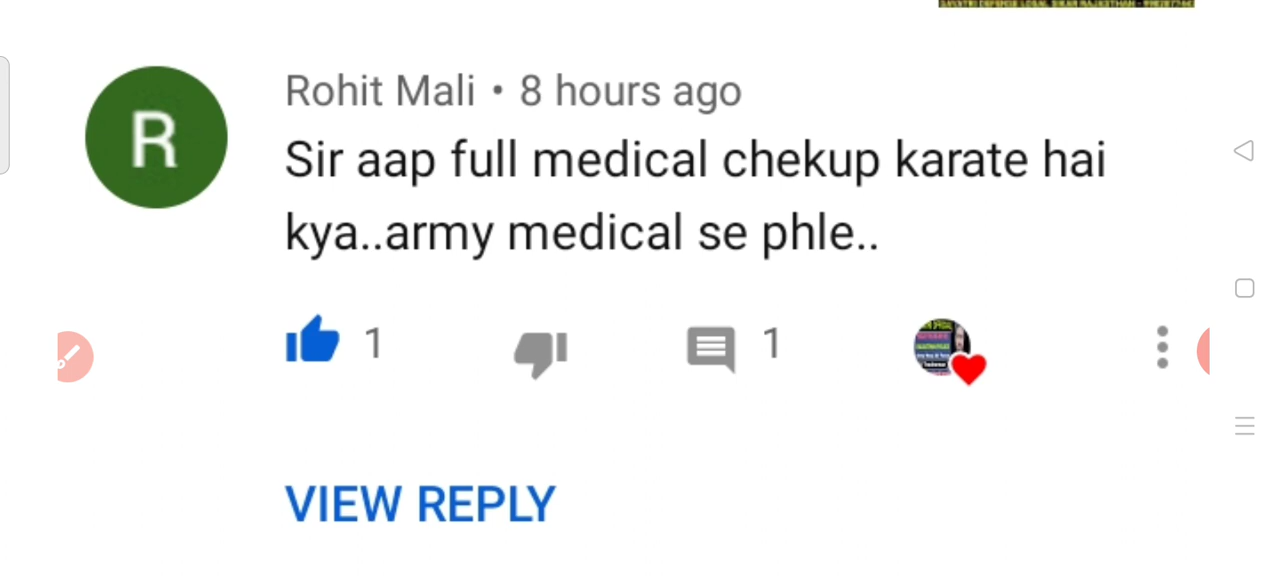 R
Rohit Mali • 8 hours ago
Sir aap full medical chekup karate hai
kya..army medical se phle..
1
1
VIEW REPLY